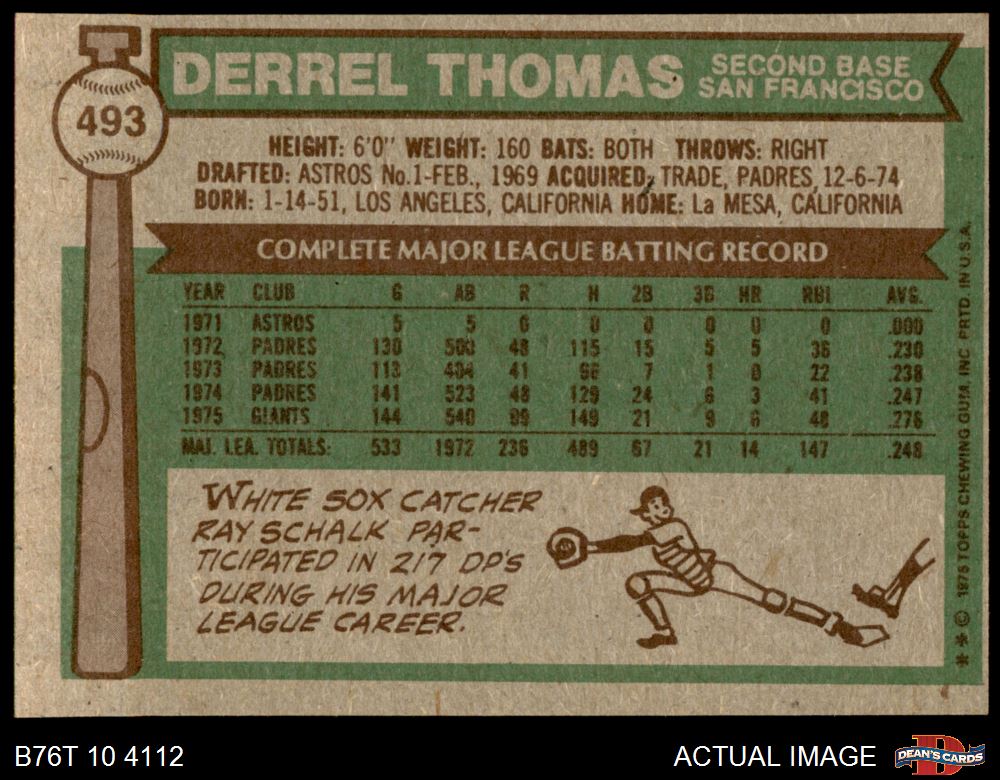 493
DERREL THOMAS
SECOND BASE
SAN FRANCISCO
HEIGHT: 6'0" WEIGHT: 160 BATS: BOTH THROWS: RIGHT
DRAFTED: ASTROS No.1-FEB., 1969 ACQUIRED: TRADE, PADRES, 12-6-74
BORN: 1-14-51, LOS ANGELES, CALIFORNIA HOME: La MESA, CALIFORNIA
COMPLETE MAJOR LEAGUE BATTING RECORD
YEAR CLUB G AB R H 2B 3B HR RBI AVG.
1971 ASTROS 5 5 0 0 0 0 0 0 .000
1972 PADRES 130 500 48 115 15 5 5 36 .230
1973 PADRES 113 404 41 96 7 1 0 22 .238
1974 PADRES 141 523 48 129 24 6 3 41 .247
1975 GIANTS 144 540 99 149 21 9 6 48 .276
MAJ. LEA. TOTALS: 533 1972 236 489 67 21 14 147 .248
WHITE SOX CATCHER
RAY SCHALK PAR-
TICIPATED IN 217 DP'S
DURING HIS MAJOR
LEAGUE CAREER.
* * © 1976 TOPPS CHEWING GUM, INC. PRTD. IN U.S.A.
B76T 10 4112
ACTUAL IMAGE
DEAN'S CARDS